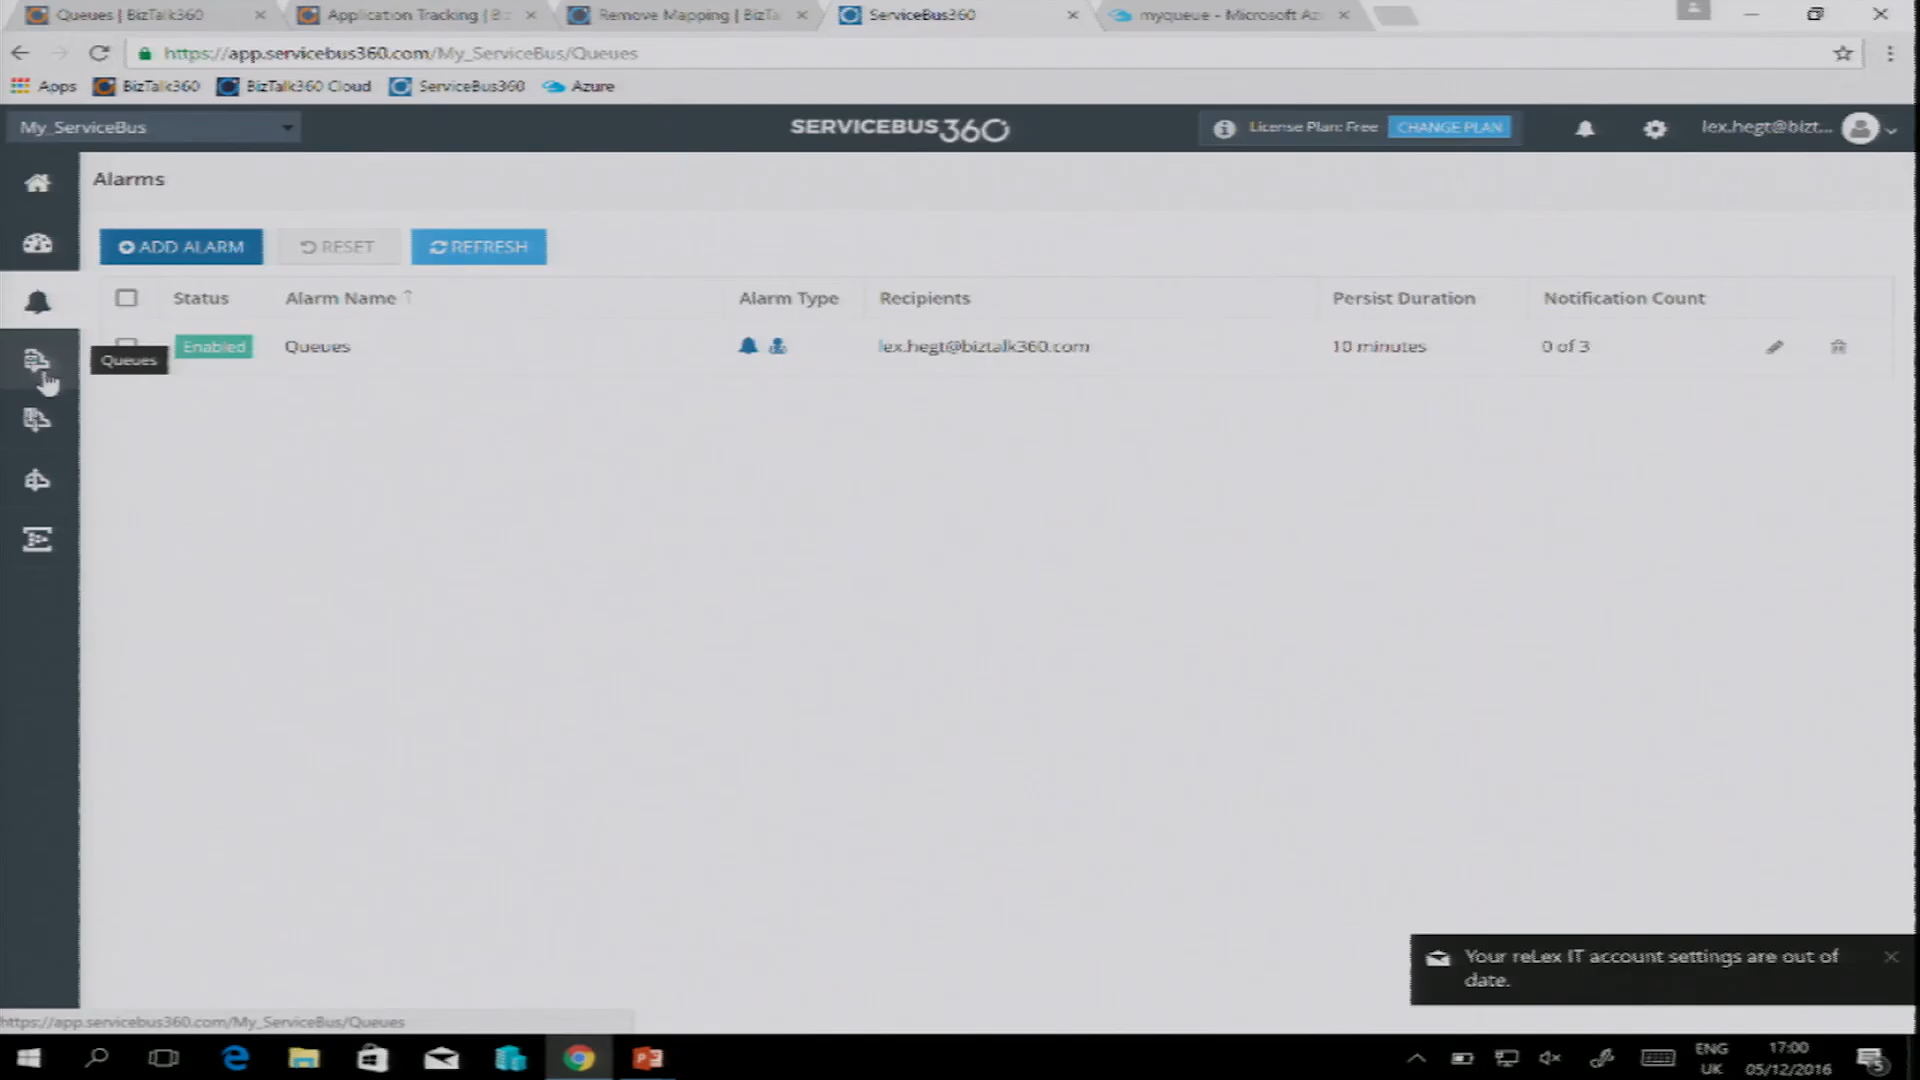 Queues | BizTalk360
Application Tracking | Bi
Remove Mapping | BizTa
ServiceBus360
myqueue - Microsoft Az
https://app.servicebus360.com/My_ServiceBus/Queues
Apps
BizTalk360
BizTalk360 Cloud
ServiceBus360
Azure
My_ServiceBus
SERVICEBUS360
License Plan: Free
CHANGE PLAN
lex.hegt@bizt...
Alarms
ADD ALARM
RESET
REFRESH
Status
Alarm Name
Alarm Type
Recipients
Persist Duration
Notification Count
Enabled
Queues
lex.hegt@biztalk360.com
10 minutes
0 of 3
Queues
Your reLex IT account settings are out of
date.
https://app.servicebus360.com/My_ServiceBus/Queues
ENG
UK
17:00
05/12/2016
5